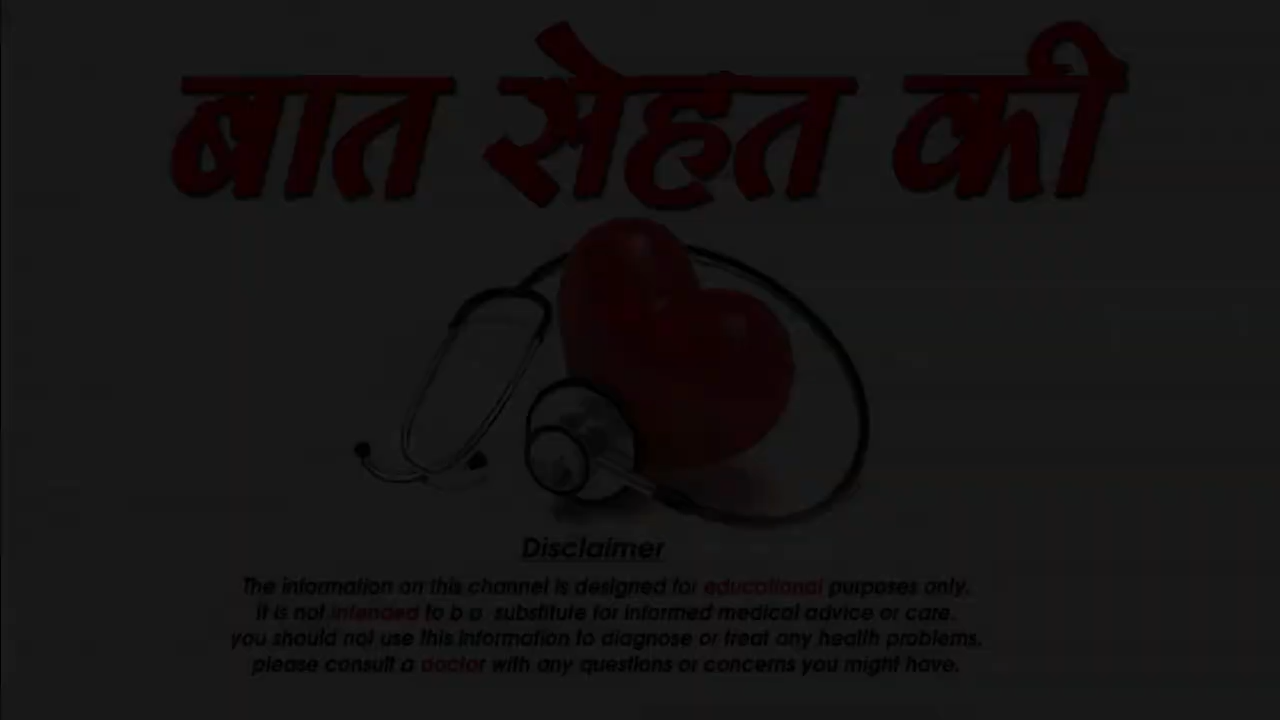 बात सेहत की
Disclaimer
The information on this channel is designed for educational purposes only.
it is not intended to b a substitute for informed medical advice or care.
you should not use this information to diagnose or treat any health problems.
please consult a doctor with any questions or concerns you might have.